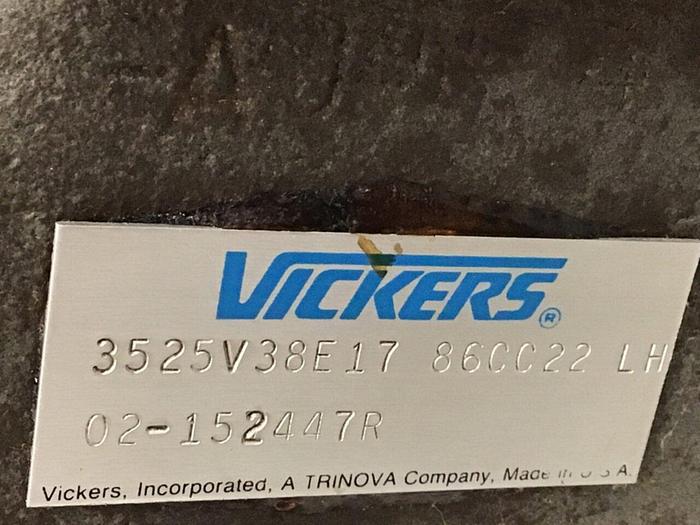 VICKERS®
3525V38E17 86CC22 LH
02-152447R
Vickers, Incorporated, A TRINOVA Company, Made in U S A.